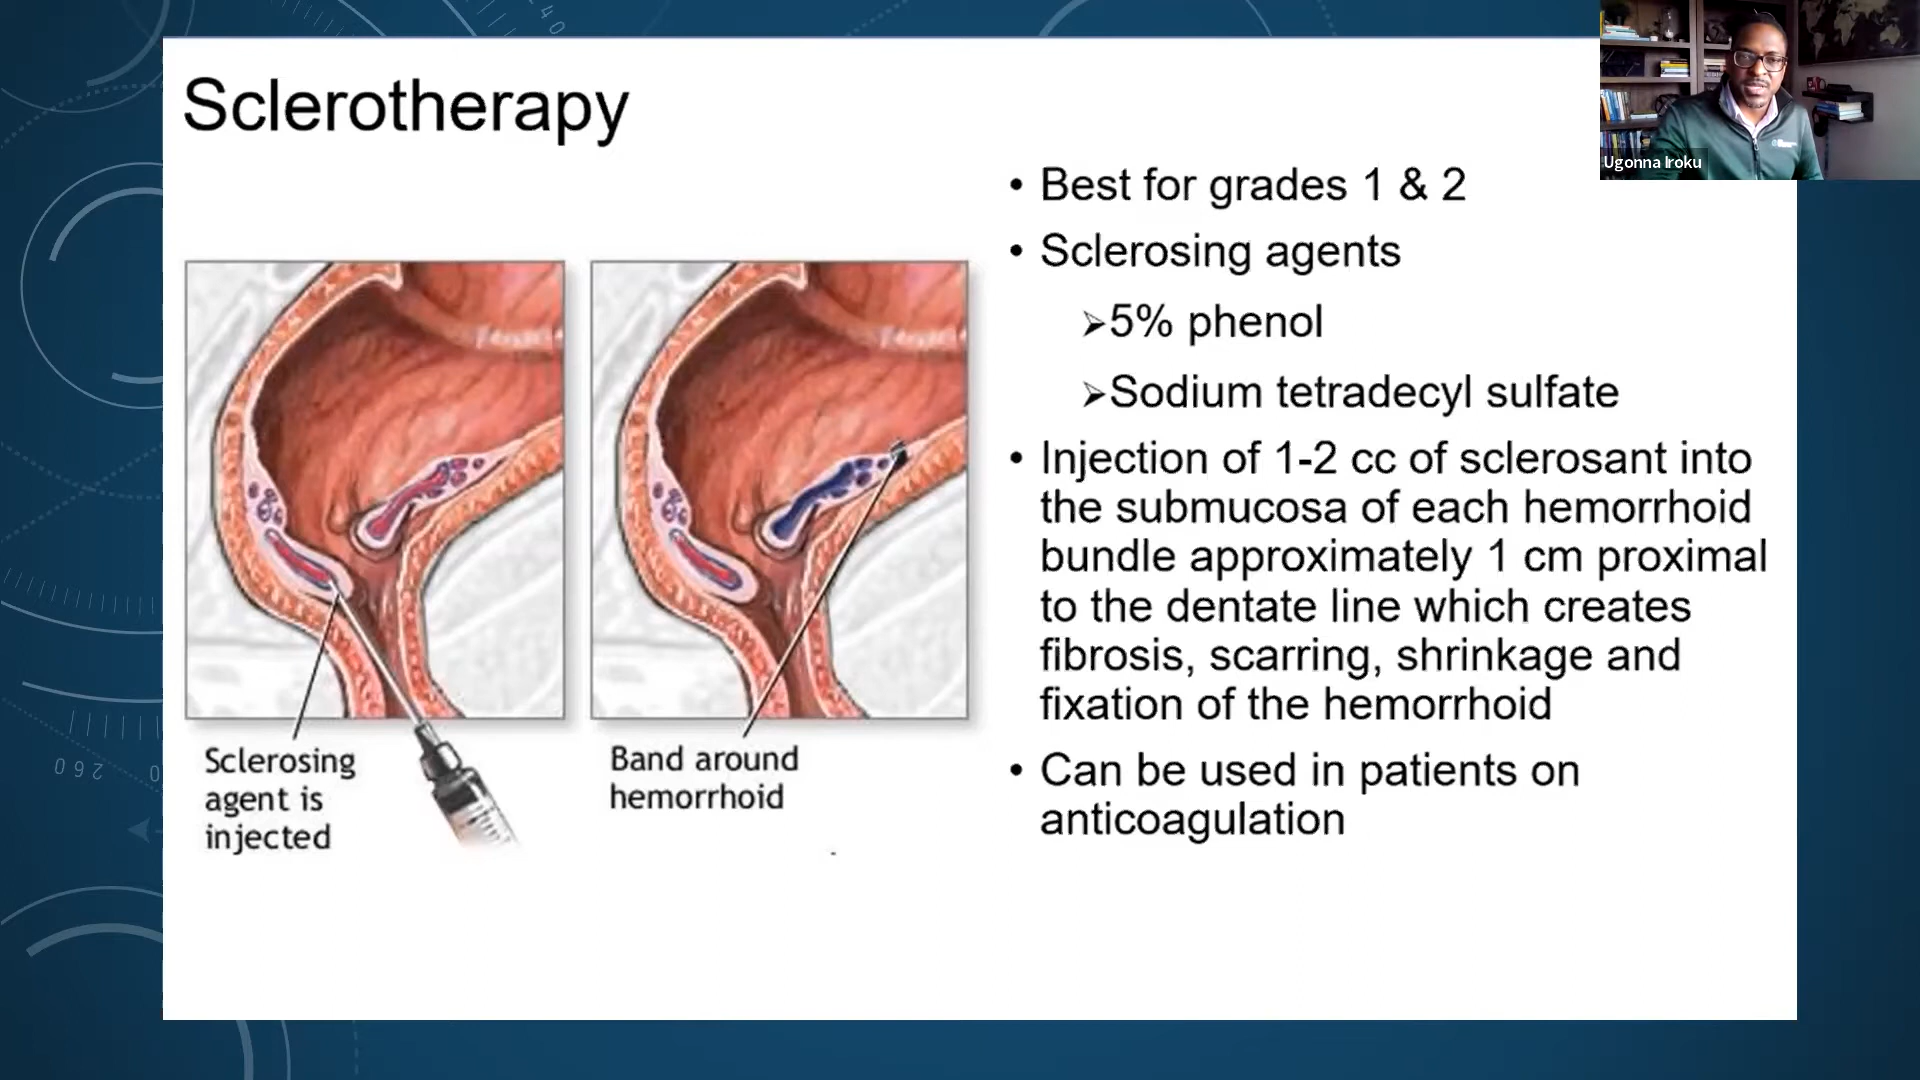 Sclerotherapy
Ugonna Iroku
• Best for grades 1 & 2
• Sclerosing agents
➢5% phenol
➢Sodium tetradecyl sulfate
• Injection of 1-2 cc of sclerosant into
the submucosa of each hemorrhoid
bundle approximately 1 cm proximal
to the dentate line which creates
fibrosis, scarring, shrinkage and
fixation of the hemorrhoid
• Can be used in patients on
anticoagulation
Sclerosing
agent is
injected
Band around
hemorrhoid
40
260